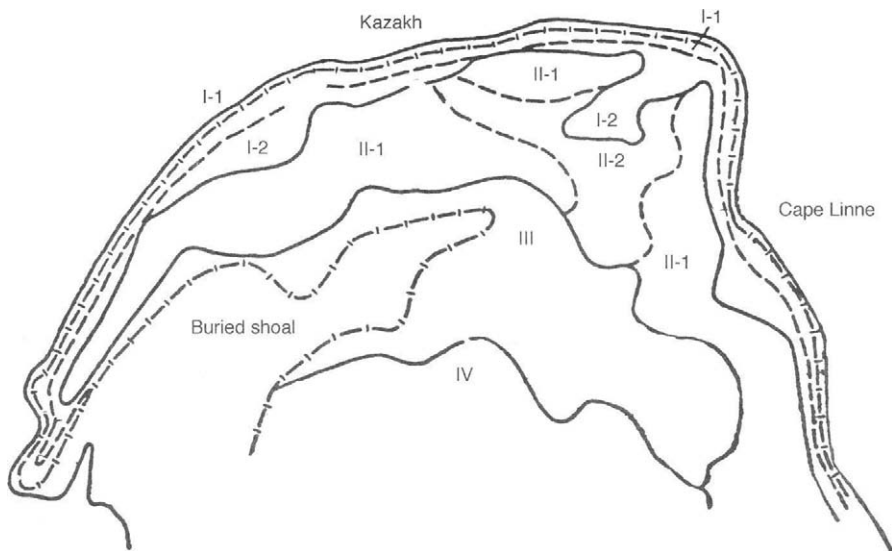 Kazakh
I-1
II-1
I-1
I-2
I-2
II-1
II-2
Cape Linne
III
II-1
Buried shoal
IV